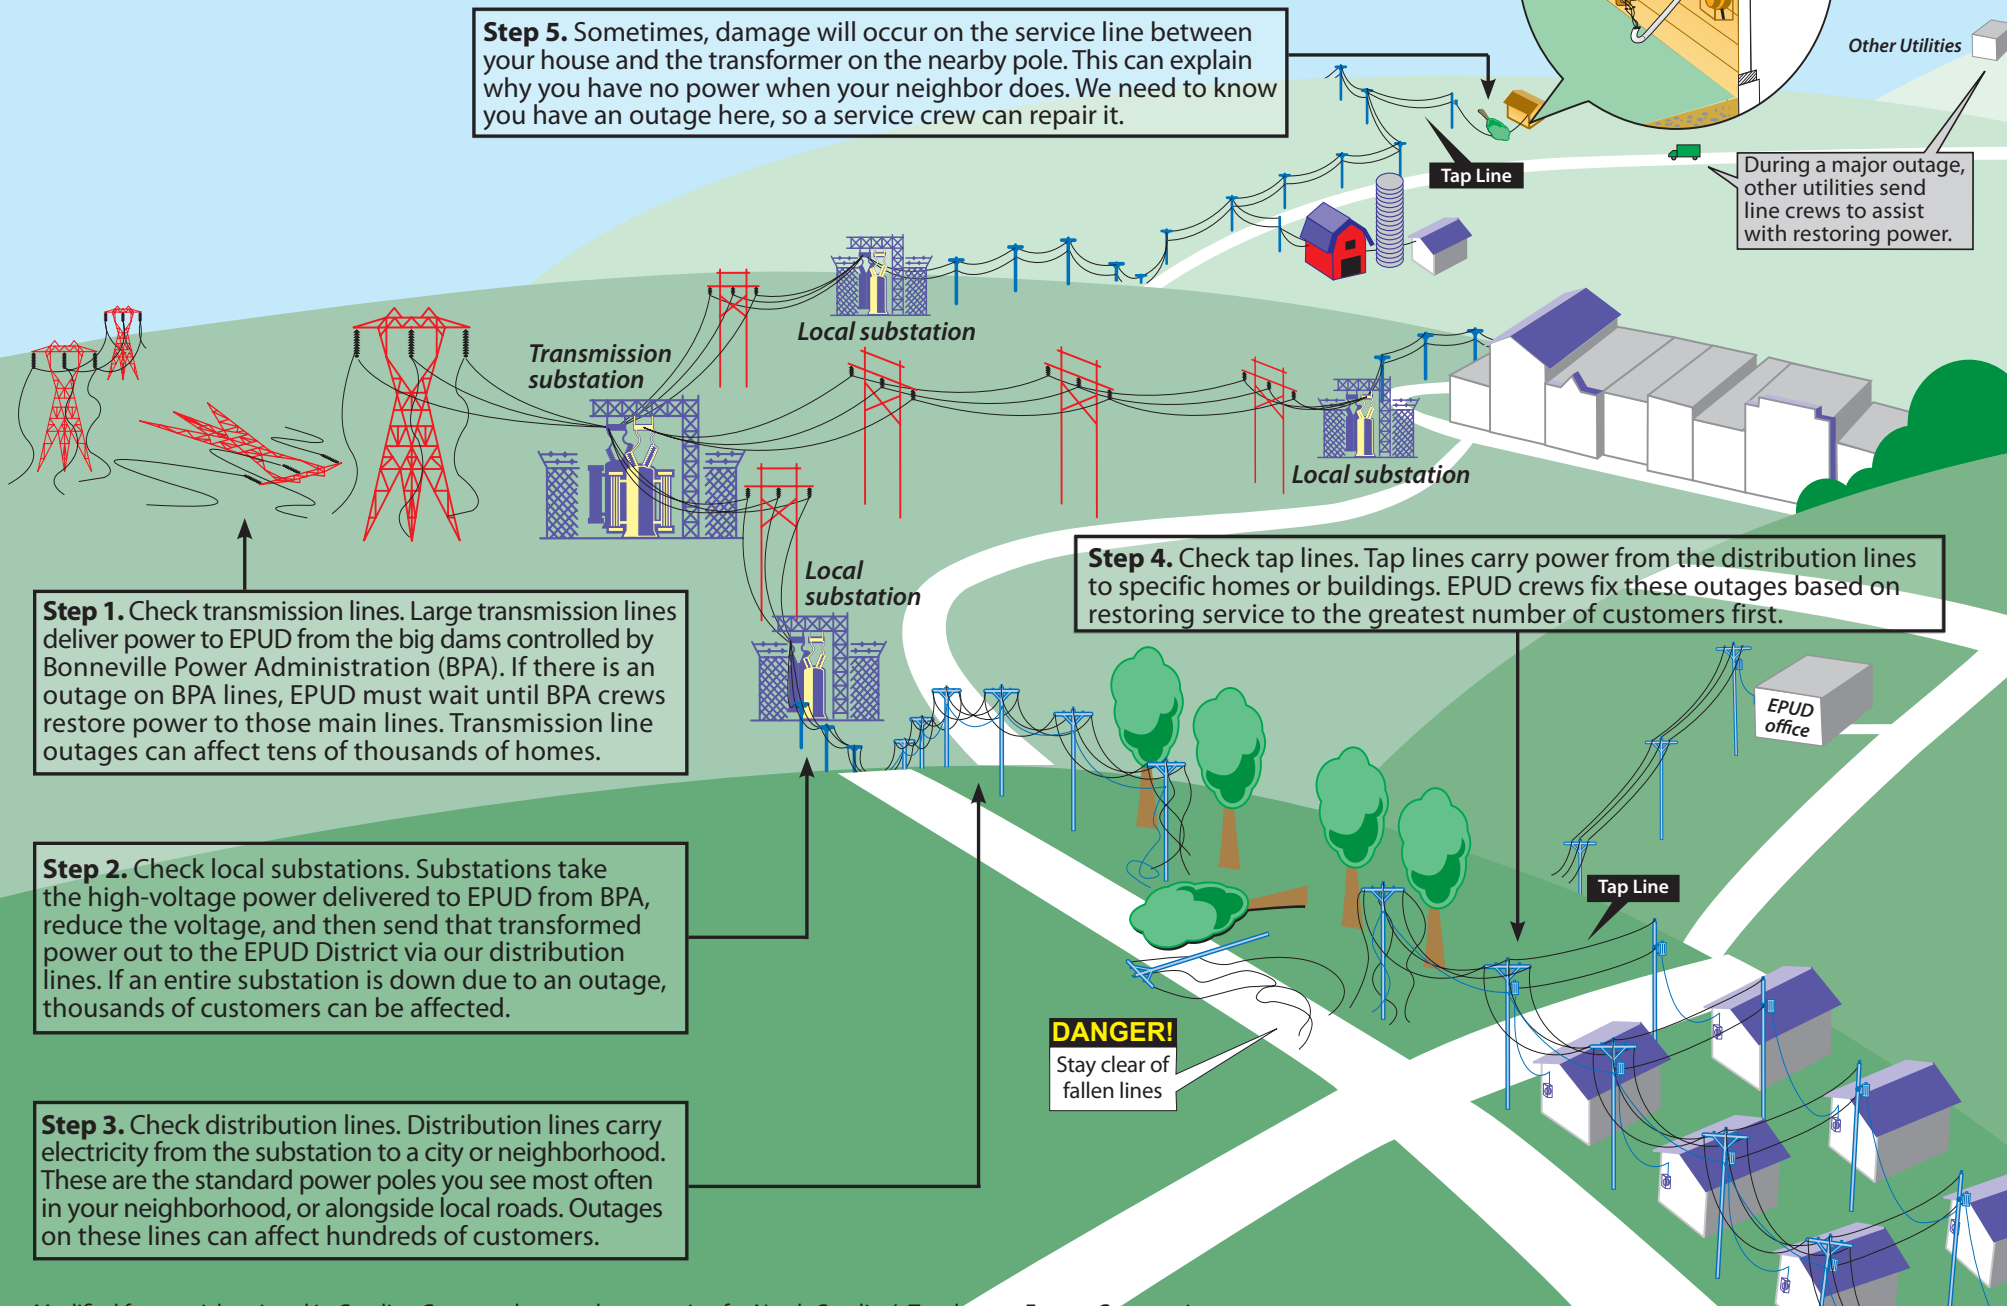 Step 5. Sometimes, damage will occur on the service line between
your house and the transformer on the nearby pole. This can explain
why you have no power when your neighbor does. We need to know
you have an outage here, so a service crew can repair it.
Other Utilities
Tap Line
During a major outage,
other utilities send
line crews to assist
with restoring power.
Local substation
Transmission
substation
Local substation
Local
substation
Step 4. Check tap lines. Tap lines carry power from the distribution lines
to specific homes or buildings. EPUD crews fix these outages based on
restoring service to the greatest number of customers first.
Step 1. Check transmission lines. Large transmission lines
deliver power to EPUD from the big dams controlled by
Bonneville Power Administration (BPA). If there is an
outage on BPA lines, EPUD must wait until BPA crews
restore power to those main lines. Transmission line
outages can affect tens of thousands of homes.
EPUD
office
Step 2. Check local substations. Substations take
the high-voltage power delivered to EPUD from BPA,
reduce the voltage, and then send that transformed
power out to the EPUD District via our distribution
lines. If an entire substation is down due to an outage,
thousands of customers can be affected.
Tap Line
DANGER!
Stay clear of
fallen lines
Step 3. Check distribution lines. Distribution lines carry
electricity from the substation to a city or neighborhood.
These are the standard power poles you see most often
in your neighborhood, or alongside local roads. Outages
on these lines can affect hundreds of customers.